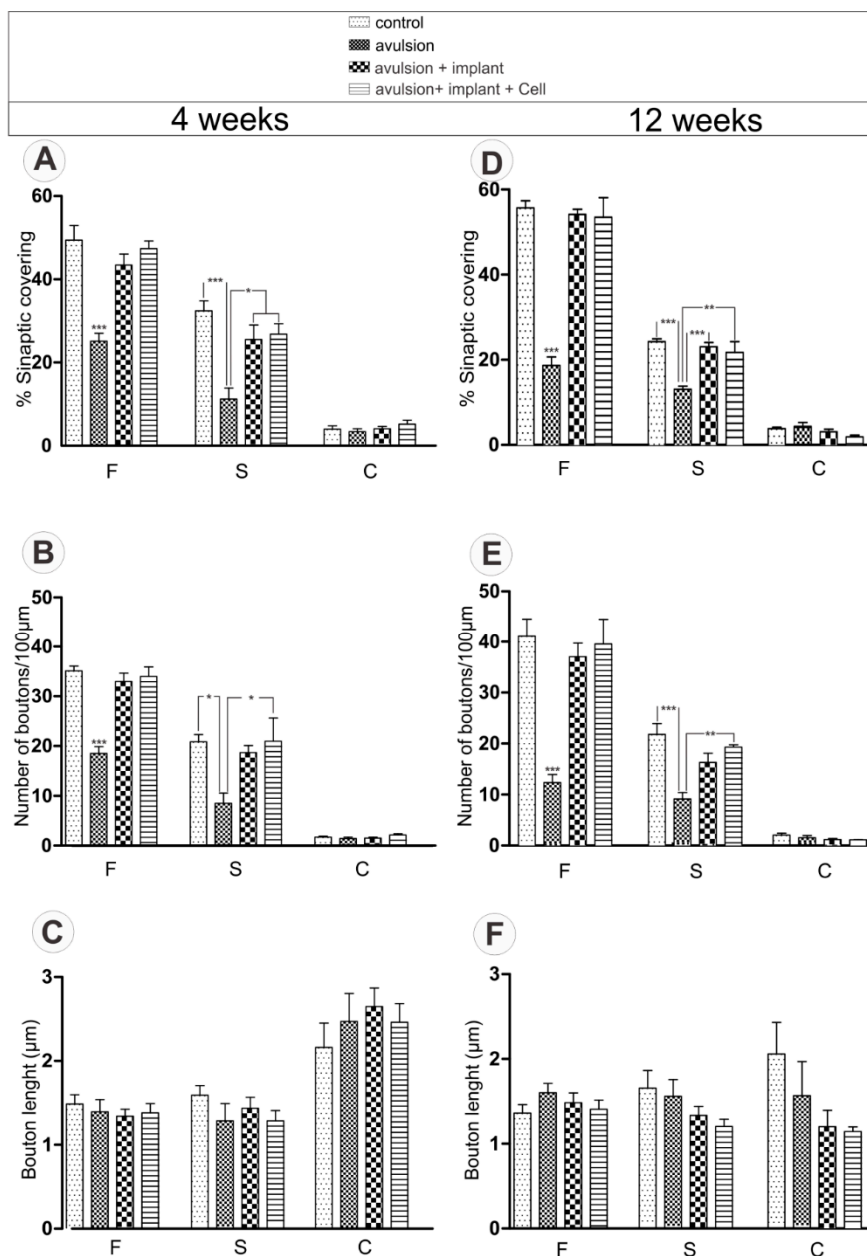 control
avulsion
avulsion + implant
avulsion+ implant + Cell
4 weeks
12 weeks
A
% Sinaptic covering
60
40
20
0
***
***
*
F
S
C
D
% Sinaptic covering
60
40
20
0
***
***
***
**
F
S
C
B
Number of boutons/100µm
50
40
30
20
10
0
***
*
*
F
S
C
E
Number of boutons/100µm
50
40
30
20
10
0
***
***
**
F
S
C
C
Bouton lenght (µm)
3
2
1
0
F
S
C
F
Bouton lenght (µm)
3
2
1
0
F
S
C